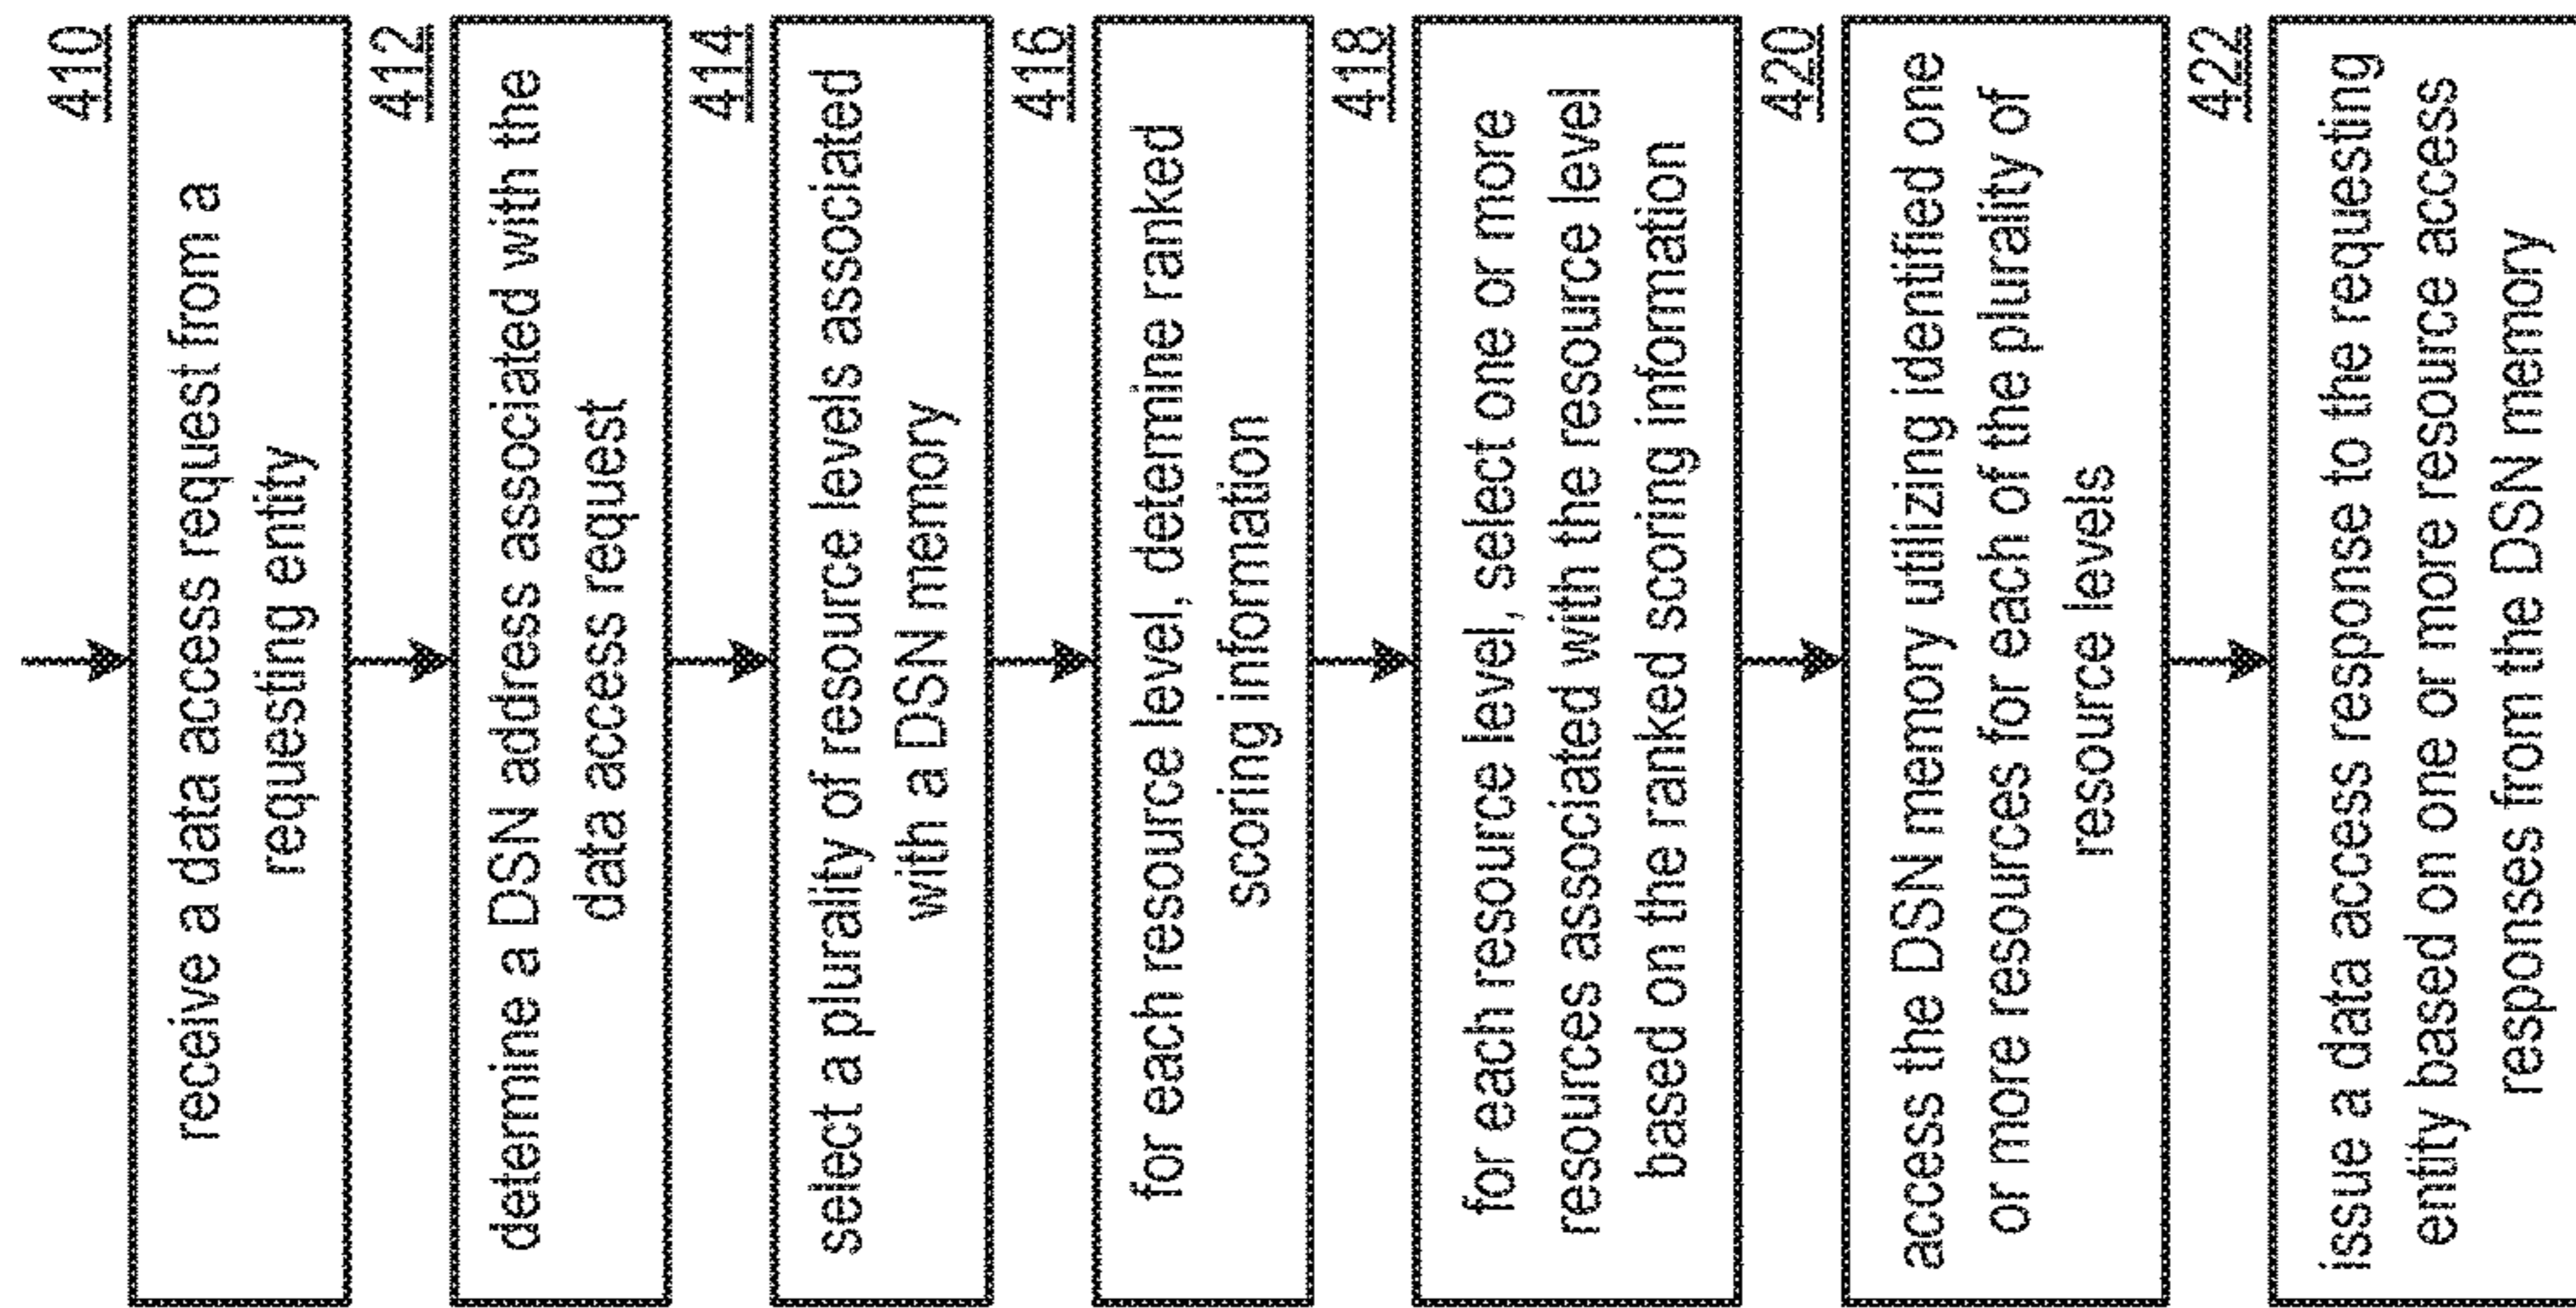 410
receive a data access request from a
requesting entity
412
determine a DSN address associated with the
data access request
414
select a plurality of resource levels associated
with a DSN memory
416
for each resource level, determine ranked
scoring information
418
for each resource level, select one or more
resources associated with the resource level
based on the ranked scoring information
420
access the DSN memory utilizing identified one
or more resources for each of the plurality of
resource levels
422
issue a data access response to the requesting
entity based on one or more resource access
responses from the DSN memory